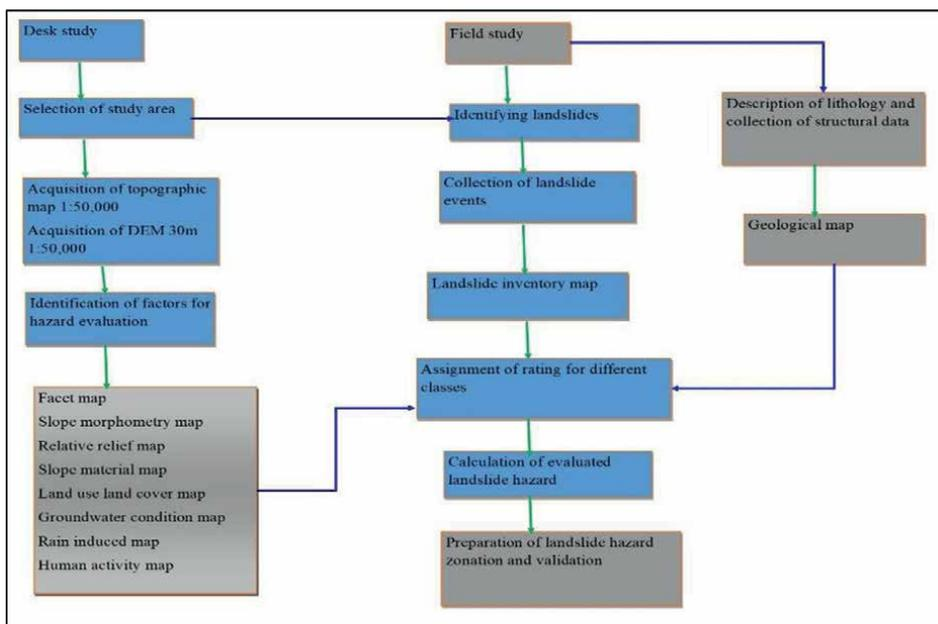 Desk study
Selection of study area
Acquisition of topographic
map 1:50,000
Acquisition of DEM 30m
1:50,000
Identification of factors for
hazard evaluation
Facet map
Slope morphometry map
Relative relief map
Slope material map
Land use land cover map
Groundwater condition map
Rain induced map
Human activity map
Field study
Identifying landslides
Collection of landslide
events
Landslide inventory map
Assignment of rating for different
classes
Calculation of evaluated
landslide hazard
Preparation of landslide hazard
zonation and validation
Description of lithology and
collection of structural data
Geological map